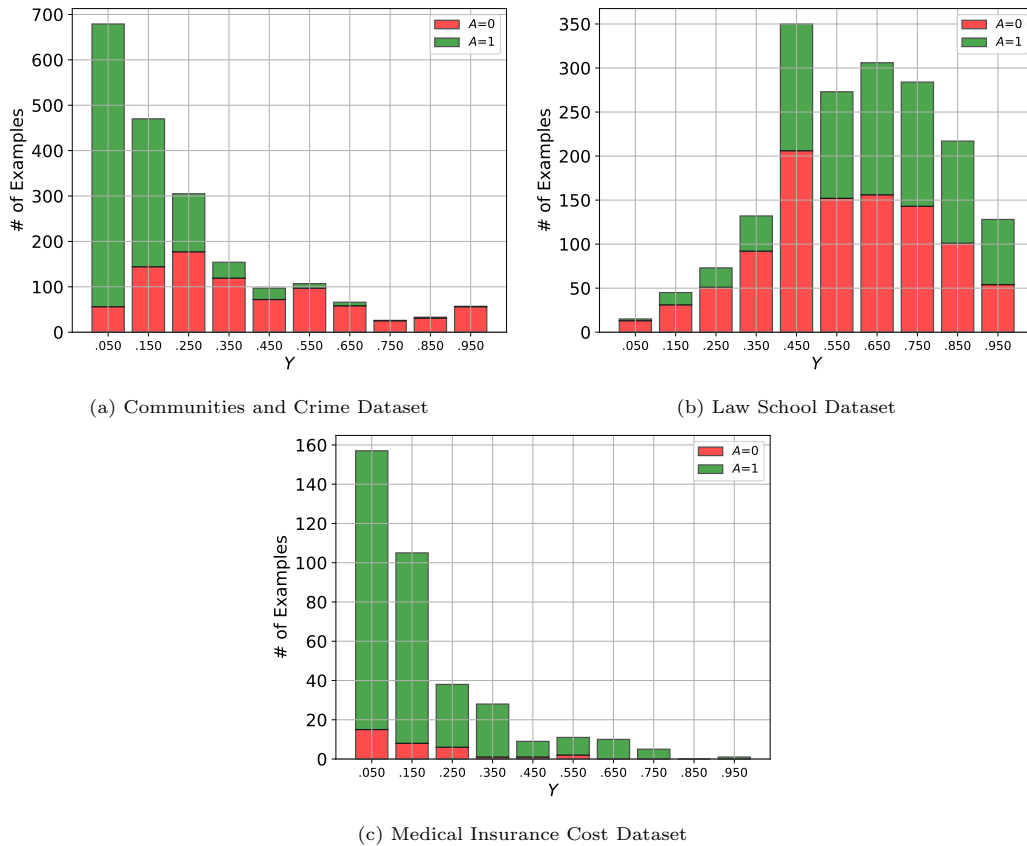 700
600
500
400
300
200
100
0
# of Examples
.050 .150 .250 .350 .450 .550 .650 .750 .850 .950
Y
A=0
A=1
(a) Communities and Crime Dataset
350
300
250
200
150
100
50
0
# of Examples
.050 .150 .250 .350 .450 .550 .650 .750 .850 .950
Y
A=0
A=1
(b) Law School Dataset
160
140
120
100
80
60
40
20
0
# of Examples
.050 .150 .250 .350 .450 .550 .650 .750 .850 .950
Y
A=0
A=1
(c) Medical Insurance Cost Dataset